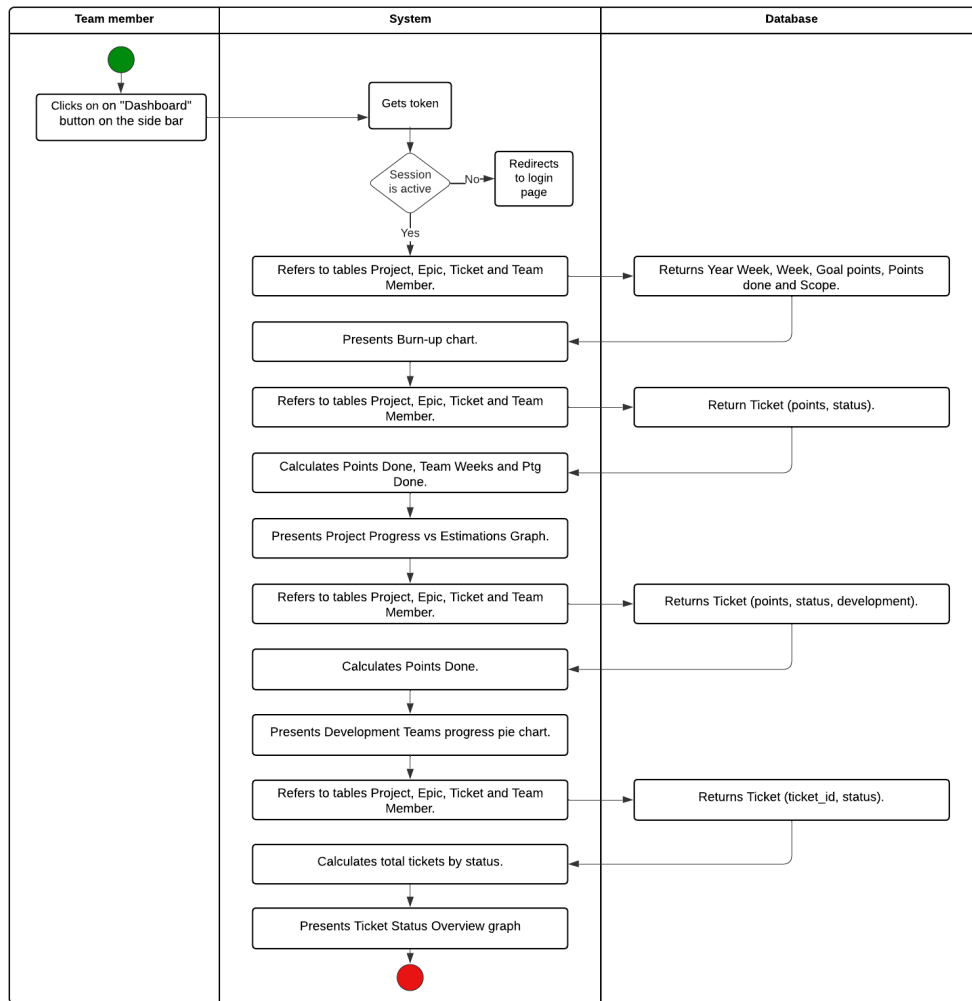 Team member
System
Database
Clicks on on "Dashboard"
button on the side bar
Gets token
Session
is active
No
Redirects
to login
page
Yes
Refers to tables Project, Epic, Ticket and Team
Member.
Returns Year Week, Week, Goal points, Points
done and Scope.
Presents Burn-up chart.
Refers to tables Project, Epic, Ticket and Team
Member.
Return Ticket (points, status).
Calculates Points Done, Team Weeks and Ptg
Done.
Presents Project Progress vs Estimations Graph.
Refers to tables Project, Epic, Ticket and Team
Member.
Returns Ticket (points, status, development).
Calculates Points Done.
Presents Development Teams progress pie chart.
Refers to tables Project, Epic, Ticket and Team
Member.
Returns Ticket (ticket_id, status).
Calculates total tickets by status.
Presents Ticket Status Overview graph